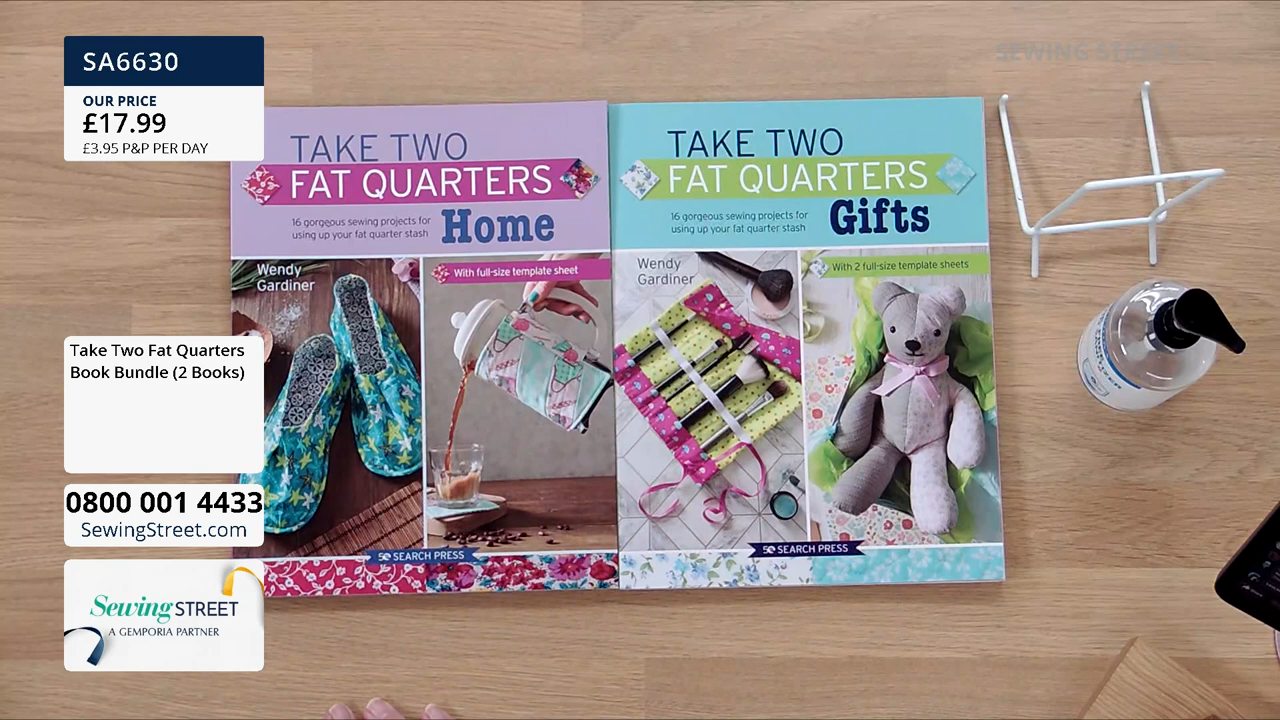 SA6630
OUR PRICE
£17.99
£3.95 P&P PER DAY
Take Two Fat Quarters
Book Bundle (2 Books)
0800 001 4433
SewingStreet.com
Sewing STREET
A GEMPORIA PARTNER
SEWING STREET
TAKE TWO
FAT QUARTERS
16 gorgeous sewing projects for
using up your fat quarter stash
Home
Wendy
Gardiner
With full-size template sheet
SEARCH PRESS
TAKE TWO
FAT QUARTERS
16 gorgeous sewing projects for
using up your fat quarter stash
Gifts
Wendy
Gardiner
With 2 full-size template sheets
SEARCH PRESS